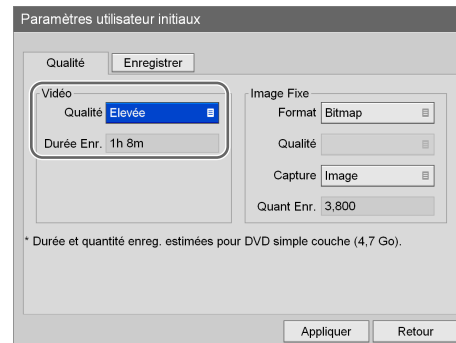 Paramètres utilisateur initiaux
Qualité
Enregistrer
Vidéo
Qualité Elevée
Durée Enr. 1h 8m
Image Fixe
Format Bitmap
Qualité
Capture Image
Quant Enr. 3,800
* Durée et quantité enreg. estimées pour DVD simple couche (4,7 Go).
Appliquer
Retour